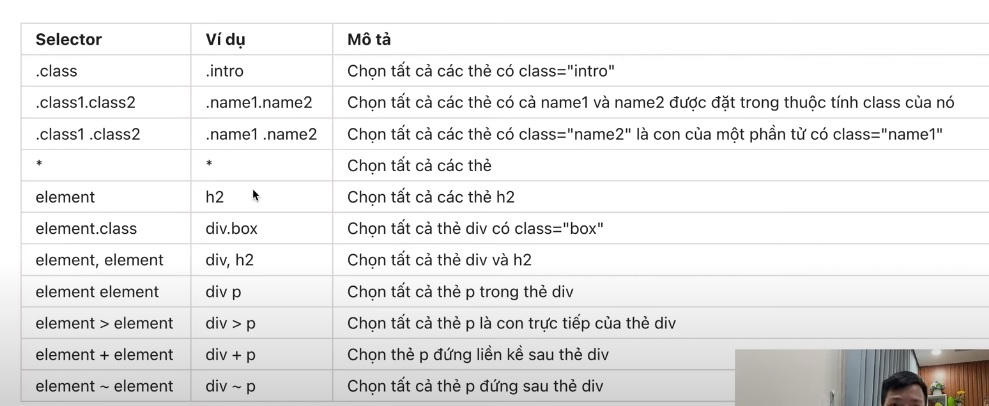 Selector Ví dụ Mô tả
.class .intro Chọn tất cả các thẻ có class="intro"
.class1.class2 .name1.name2 Chọn tất cả các thẻ có cả name1 và name2 được đặt trong thuộc tính class của nó
.class1 .class2 .name1 .name2 Chọn tất cả các thẻ có class="name2" là con của một phần tử có class="name1"
* * Chọn tất cả các thẻ
element h2 Chọn tất cả các thẻ h2
element.class div.box Chọn tất cả thẻ div có class="box"
element, element div, h2 Chọn tất cả thẻ div và h2
element element div p Chọn tất cả thẻ p trong thẻ div
element > element div > p Chọn tất cả thẻ p là con trực tiếp của thẻ div
element + element div + p Chọn thẻ p đứng liền kề sau thẻ div
element ~ element div ~ p Chọn tất cả thẻ p đứng sau thẻ div